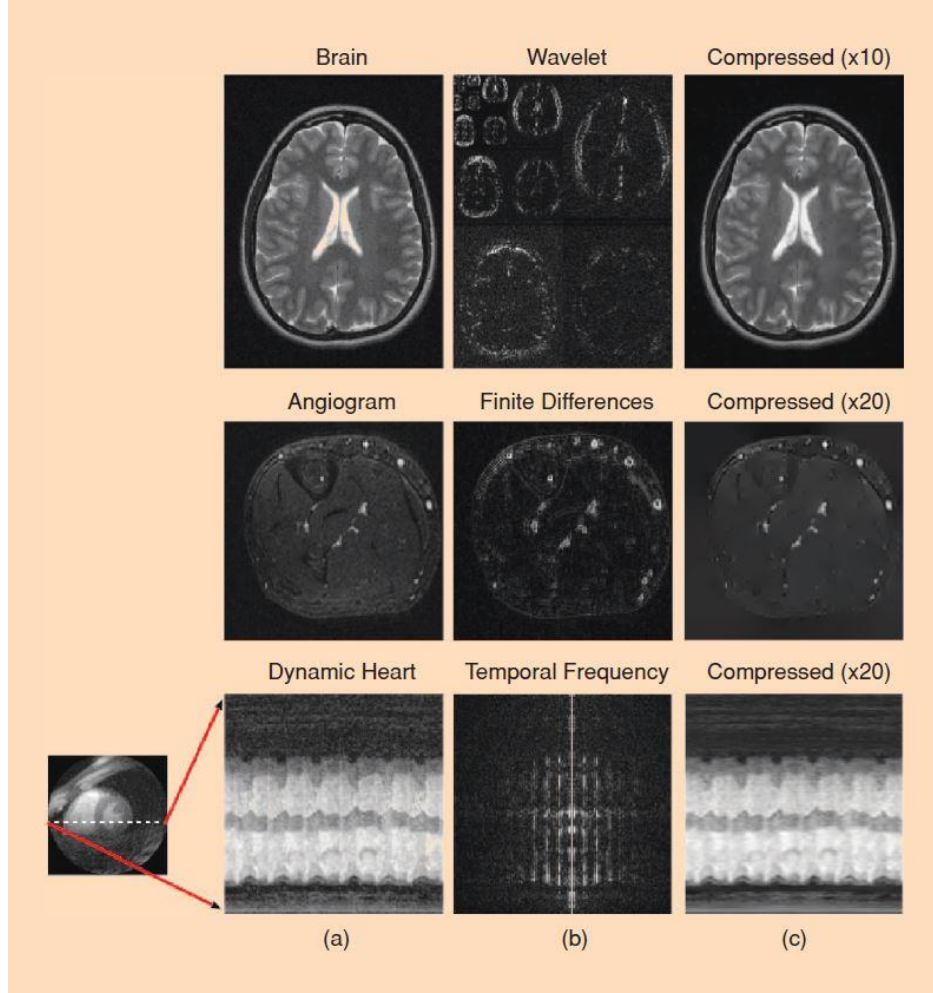 Brain Wavelet Compressed (x10)
Angiogram Finite Differences Compressed (x20)
Dynamic Heart Temporal Frequency Compressed (x20)
(a) (b) (c)